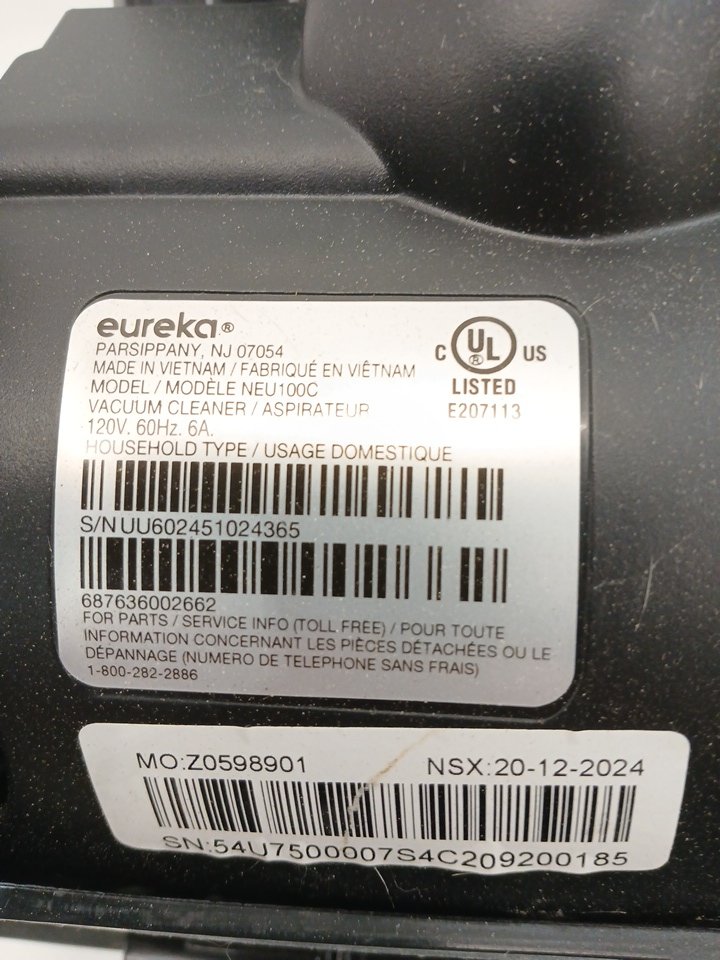 eureka®
PARSIPPANY, NJ 07054
MADE IN VIETNAM / FABRIQUÉ EN VIÊTNAM
MODEL / MODÈLE NEU100C
VACUUM CLEANER / ASPIRATEUR
120V. 60Hz. 6A.
HOUSEHOLD TYPE / USAGE DOMESTIQUE
C UL® US
LISTED
E207113
S/N UU602451024365
687636002662
FOR PARTS / SERVICE INFO (TOLL FREE) / POUR TOUTE
INFORMATION CONCERNANT LES PIÈCES DÉTACHÉES OU LE
DÉPANNAGE (NUMERO DE TELEPHONE SANS FRAIS)
1-800-282-2886
MO:Z0598901 NSX:20-12-2024
SN:54U7500007S4C209200185